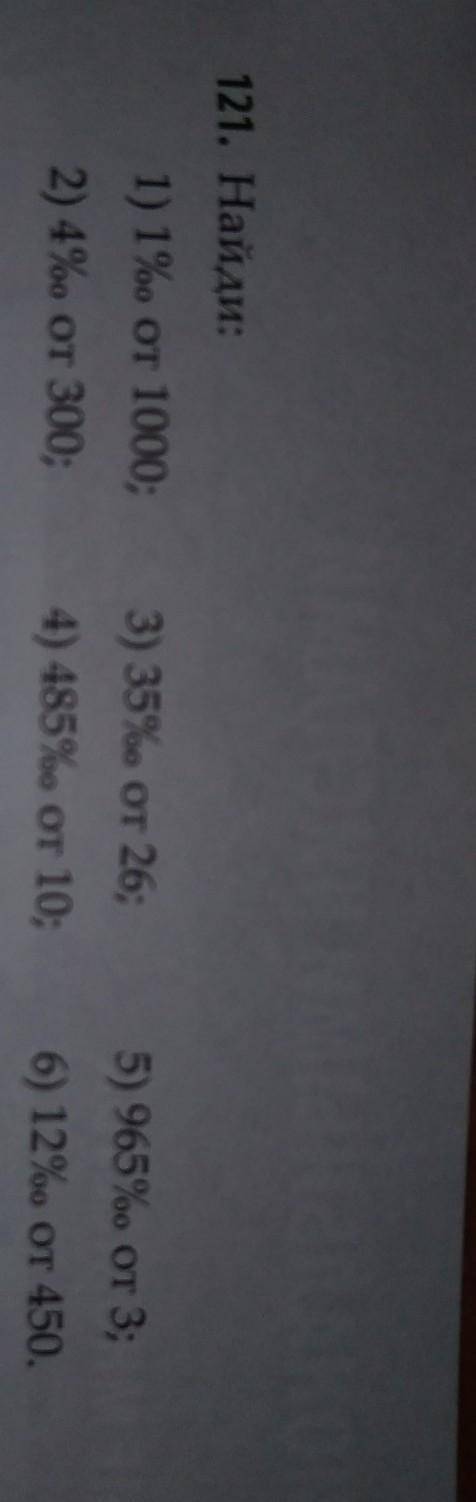 121. Найди:
1) 1‰ от 1000; 3) 35‰ от 26; 5) 965‰ от 3;
2) 4‰ от 300; 4) 485‰ от 10; 6) 12‰ от 450.